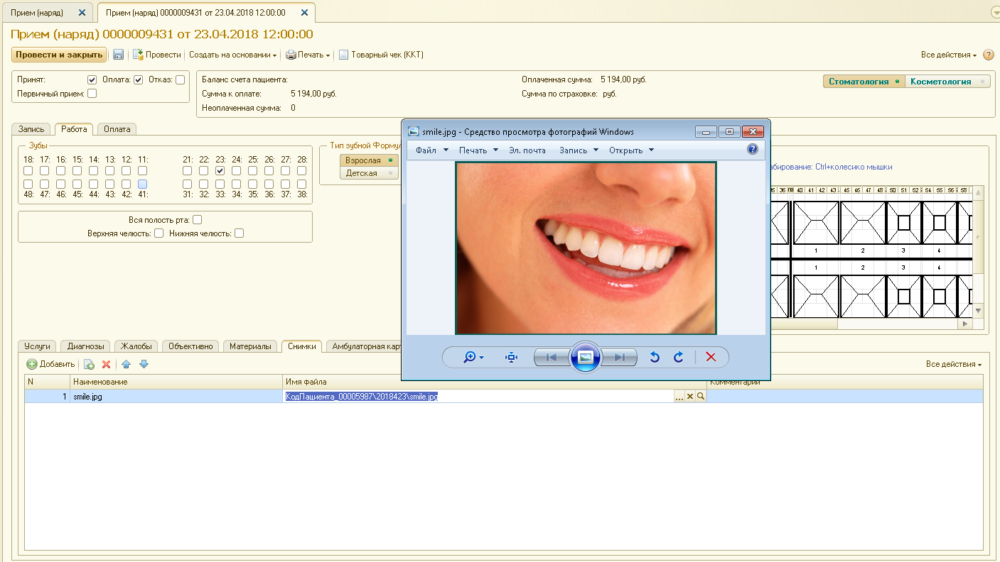 Прием (наряд)
Прием (наряд) 0000009431 от 23.04.2018 12:00:00
Прием (наряд) 0000009431 от 23.04.2018 12:00:00
Провести и закрыть Провести Создать на основании Печать Товарный чек (ККТ) Все действия
Принят: Оплата: Отказ:
Первичный прием:
Баланс счета пациента: Оплаченная сумма: 5 194,00 руб.
Сумма к оплате: 5 194,00 руб. Сумма по страховке: руб.
Неоплаченная сумма: 0
Стоматология Косметология
Запись Работа Оплата
Зубы
18: 17: 16: 15: 14: 13: 12: 11: 21: 22: 23: 24: 25: 26: 27: 28:
48: 47: 46: 45: 44: 43: 42: 41: 31: 32: 33: 34: 35: 36: 37: 38:
Вся полость рта:
Верхняя челюсть: Нижняя челюсть:
Тип зубной Формул
Взрослая
Детская
smile.jpg - Средство просмотра фотографий Windows
Файл Печать Эл. почта Запись Открыть
абирование: Ctrl+колесико мышки
36 40 41 42 43 45 46 47 48 50 51 52 54 55 56 58
1 2 3 4
1 2 3 4
Услуги Диагнозы Жалобы Объективно Материалы Снимки Амбулаторная кар
Добавить Все действия
N Наименование Имя файла Комментарий
1 smile.jpg КодПациента_00005987\2018423\smile.jpg